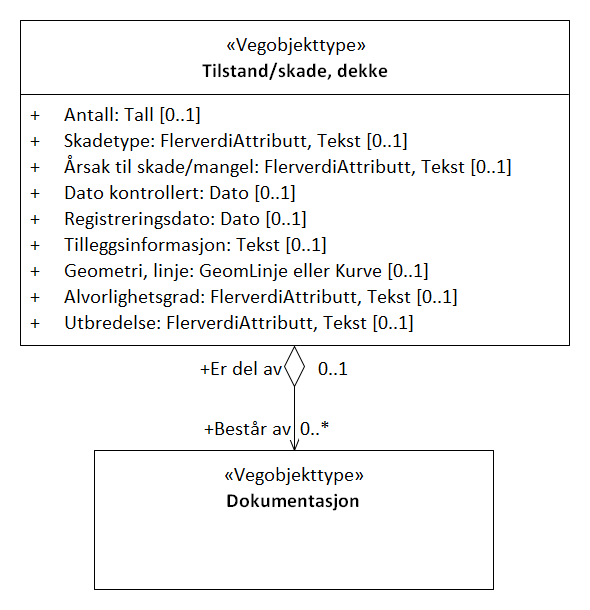 «Vegobjekttype»
Tilstand/skade, dekke
+ Antall: Tall [0..1]
+ Skadetype: FlerverdiAttributt, Tekst [0..1]
+ Årsak til skade/mangel: FlerverdiAttributt, Tekst [0..1]
+ Dato kontrollert: Dato [0..1]
+ Registreringsdato: Dato [0..1]
+ Tilleggsinformasjon: Tekst [0..1]
+ Geometri, linje: GeomLinje eller Kurve [0..1]
+ Alvorlighetsgrad: FlerverdiAttributt, Tekst [0..1]
+ Utbredelse: FlerverdiAttributt, Tekst [0..1]
+Er del av 0..1
+Består av 0..*
«Vegobjekttype»
Dokumentasjon